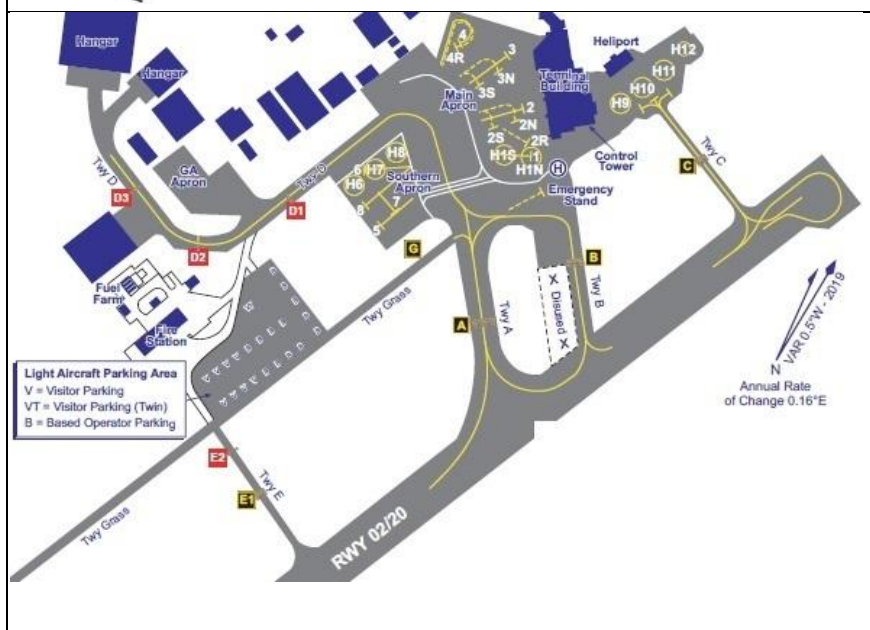 Hangar
Hangar
4
4R
3
3N
3S
Main
Apron
2
2N
2S
2R
H1S
1
H1N
Terminal
Building
Heliport
H12
H11
H10
H9
Control
Tower
H
Emergency
Stand
Twy C
C
Twy D
D3
GA
Apron
Twy D
D1
D2
H8
H7
6
H6
Southern
Apron
7
8
5
G
B
Twy B
Disused
X
X
A
Twy A
Twy Grass
Fuel
Farm
Fire
Station
Light Aircraft Parking Area
V = Visitor Parking
VT = Visitor Parking (Twin)
B = Based Operator Parking
E2
E1
Twy E
Twy Grass
RWY 02/20
VAR 0.5°W - 2019
N
Annual Rate
of Change 0.16°E